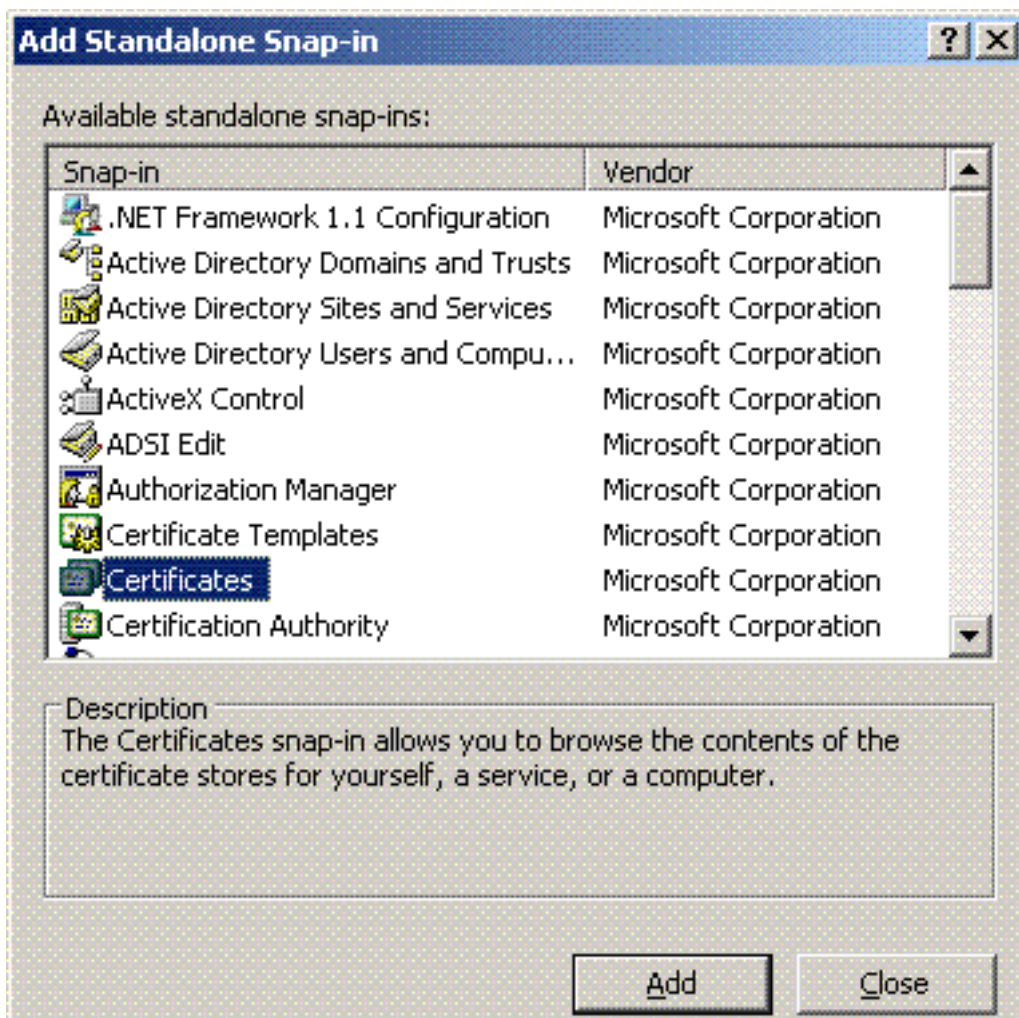 Add Standalone Snap-in
Available standalone snap-ins:
Snap-in Vendor
.NET Framework 1.1 Configuration Microsoft Corporation
Active Directory Domains and Trusts Microsoft Corporation
Active Directory Sites and Services Microsoft Corporation
Active Directory Users and Compu... Microsoft Corporation
ActiveX Control Microsoft Corporation
ADSI Edit Microsoft Corporation
Authorization Manager Microsoft Corporation
Certificate Templates Microsoft Corporation
Certificates Microsoft Corporation
Certification Authority Microsoft Corporation
Description
The Certificates snap-in allows you to browse the contents of the
certificate stores for yourself, a service, or a computer.
Add Close